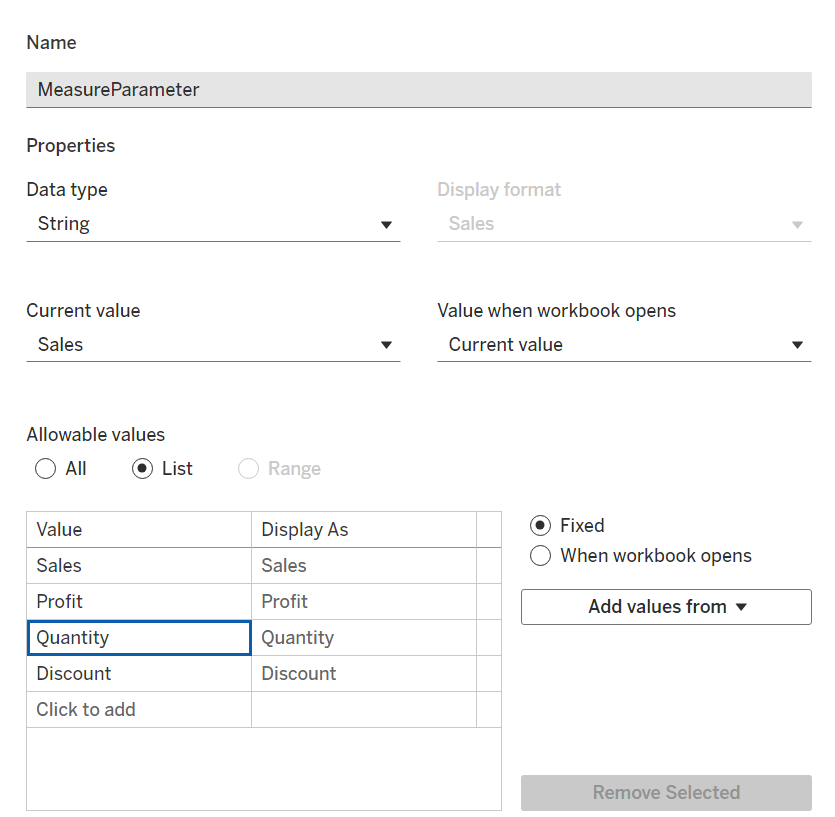 Name
MeasureParameter
Properties
Data type
Display format
String
Sales
Current value
Value when workbook opens
Sales
Current value
Allowable values
All
List
Range
Value
Display As
Sales
Sales
Profit
Profit
Quantity
Quantity
Discount
Discount
Click to add
Fixed
When workbook opens
Add values from
Remove Selected